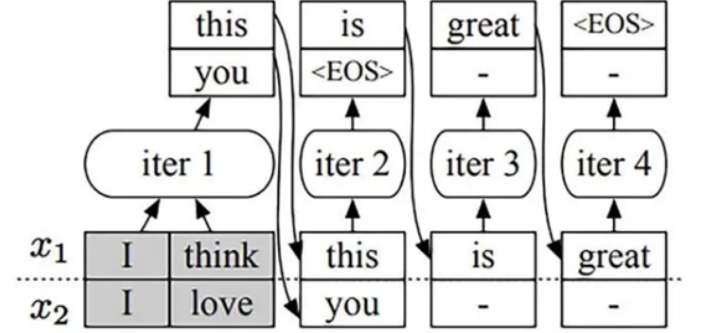 this is great <EOS>
you <EOS> - -
iter 1 iter 2 iter 3 iter 4
x₁ I think this is great
x₂ I love you - -